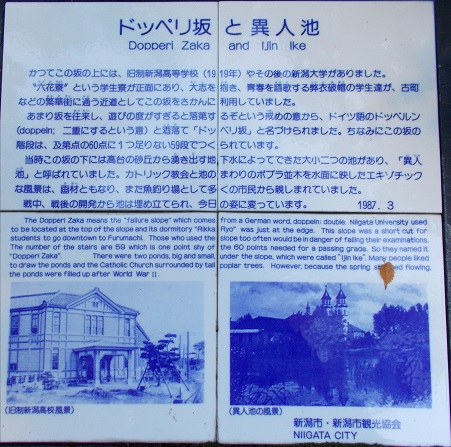 ドッペリ坂 と 異人池
Dopperi Zaka and Ijin Ike
かつてこの坂の上には、旧制新潟高等学校(1919年)やその後の新潟大学がありました。
"六花寮"という学生寮が正面にあり、大志を抱き、青春を謳歌する弊衣破帽の学生達が、古町
などの繁華街に通う近道としてこの坂をさかんに利用していました。
あまり坂を往来し、遊びの度がすぎると落第するぞという戒めの意から、ドイツ語のドッペルン
(doppeln; 二重にするという意)と洒落て「ドッペリ坂」と名づけられました。ちなみにこの坂の
階段は、及第点の60点に1つ足りない59段でつくられています。
当時この坂の下には高台の砂丘から湧き出す地下水によってできた大小二つの池があり、「異人
池」と呼ばれていました。カトリック教会と池のまわりのポプラ並木を水面に映したエキゾチック
な風景は、画材ともなり、また魚釣り場として多くの市民から親しまれていました。
戦中、戦後の開発から池は埋め立てられ、今日の姿に変っています。 1987. 3
The Dopperi Zaka means the "failure slope" which comes from a German word, doppeln: double. Niigata University used
to be located at the top of the slope and its dormitory "Rikka Ryo" was just at the edge. This slope was a short cut for
students to go downtown to Furumachi. Those who used the slope too often would be in danger of failing their examinations.
The number of the stairs are 59 which is one point shy of the 60 points needed for a passing grade. So they named it
"Dopperi Zaka". There were two ponds, big and small, under the slope, which were called "Ijin Ike". Many people liked
to draw the ponds and the Catholic Church surrounded by tall poplar trees. However, because the spring stopped flowing,
the ponds were filled up after World War II.
(旧制新潟高校風景)
(異人池の風景)
新潟市・新潟市観光協会
NIIGATA CITY